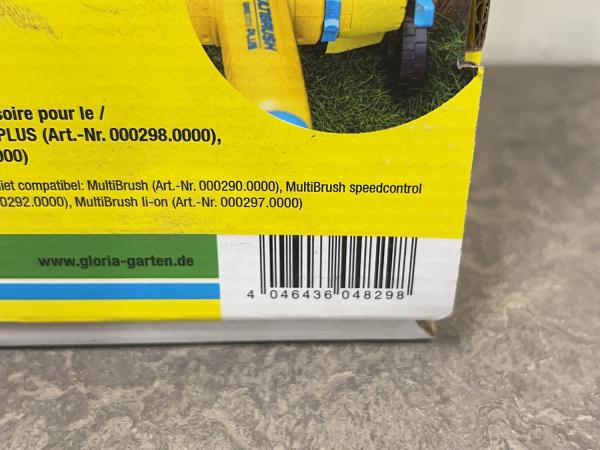 MULTIBRUSH
PLUS
soire pour le /
PLUS (Art.-Nr. 000298.0000),
000)
iet compatibel: MultiBrush (Art.-Nr. 000290.0000), MultiBrush speedcontrol
0292.0000), MultiBrush li-on (Art.-Nr. 000297.0000)
www.gloria-garten.de
4 046436 048298